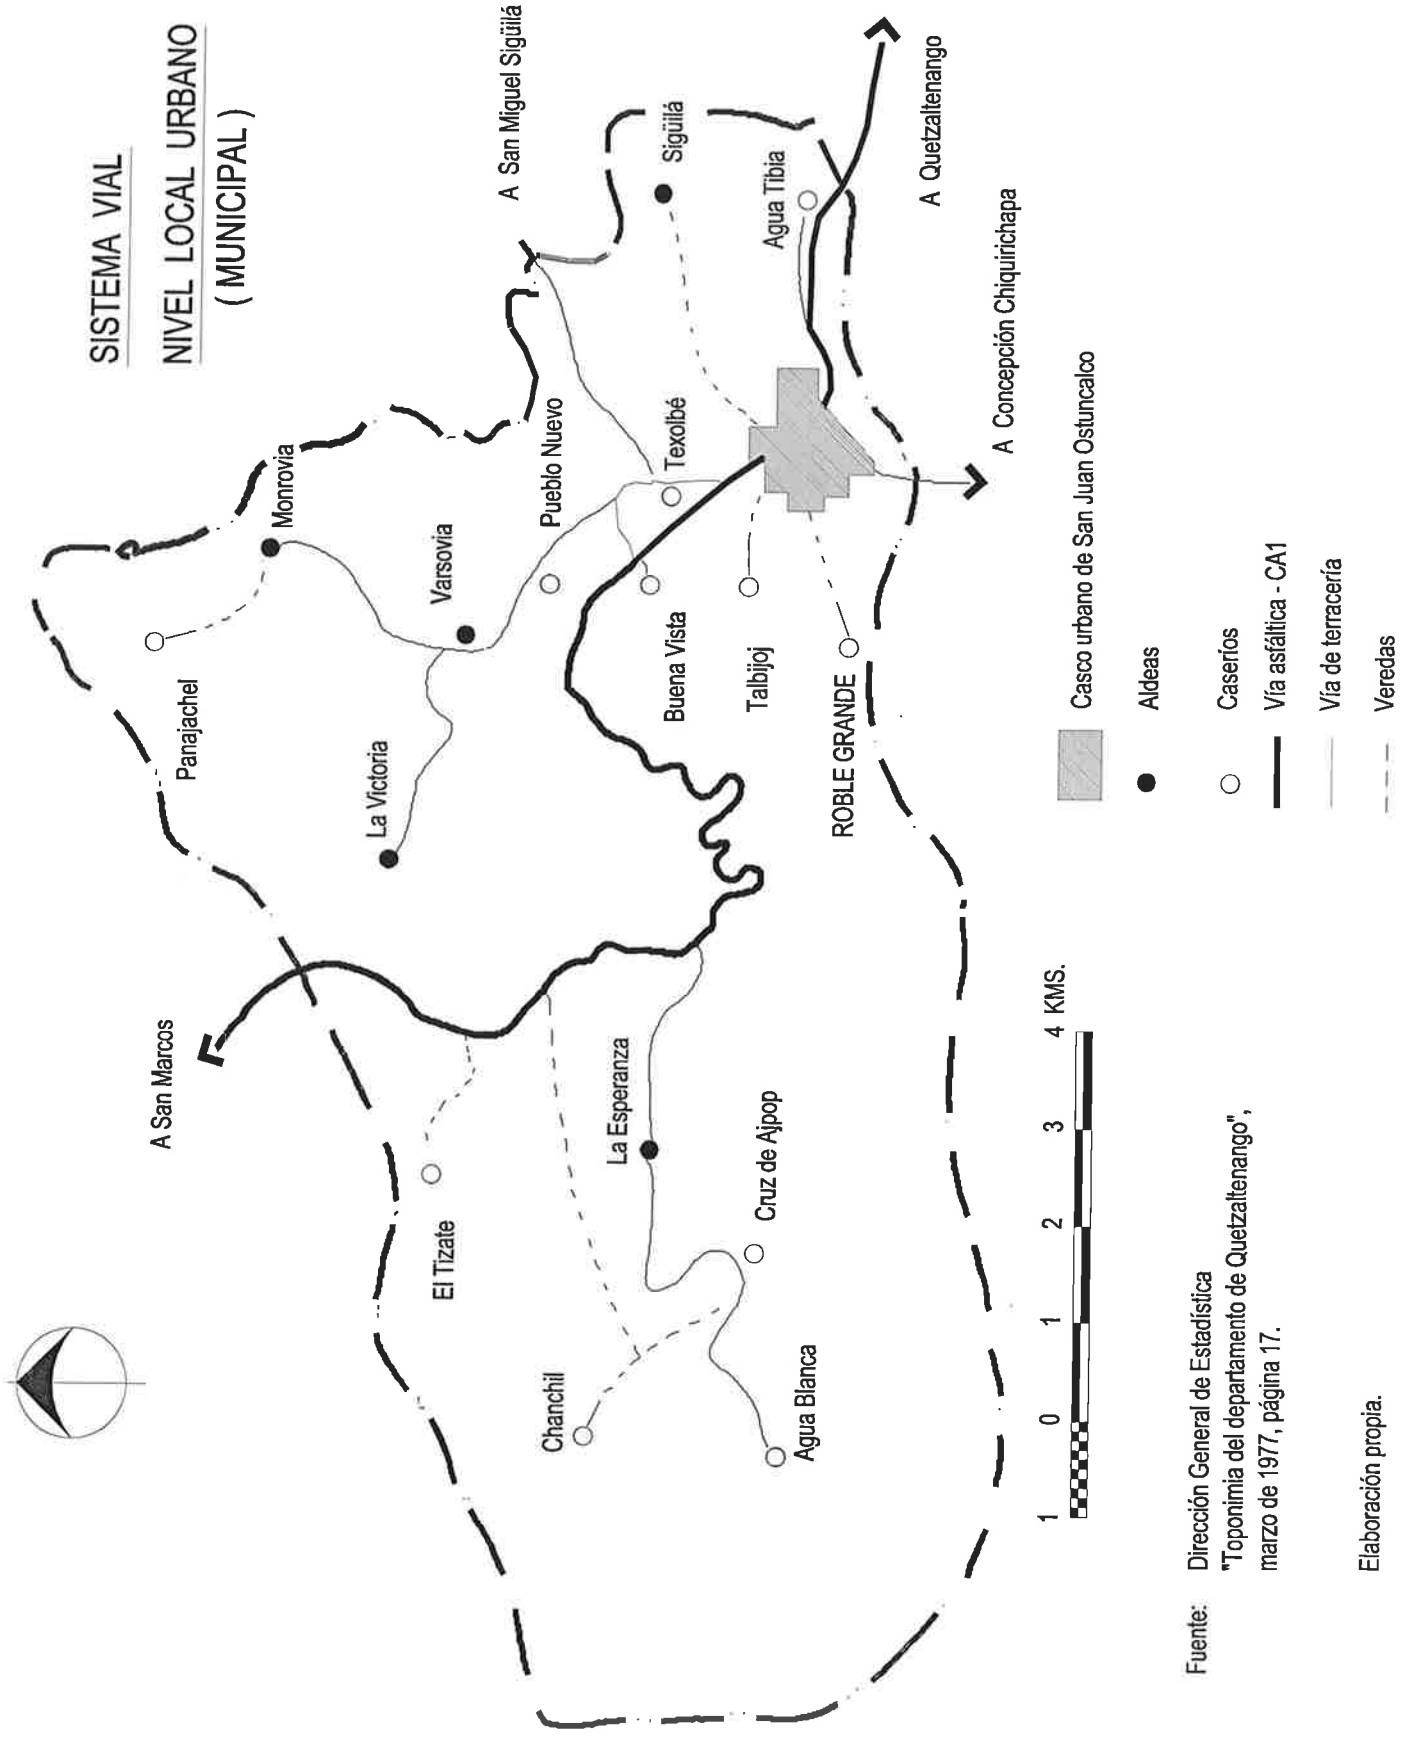 SISTEMA VIAL
NIVEL LOCAL URBANO
( MUNICIPAL )
A San Miguel Sigüilá
Sigüilá
Agua Tibia
A Quetzaltenango
A Concepción Chiquirichapa
Monrovia
Pueblo Nuevo
Texolbé
Varsovia
Panajachel
Buena Vista
Talbijoj
ROBLE GRANDE
La Victoria
A San Marcos
La Esperanza
Cruz de Ajpop
El Tizate
Chanchil
Agua Blanca
Casco urbano de San Juan Ostuncalco
Aldeas
Caseríos
Vía asfáltica - CA1
Vía de terracería
Veredas
1 0 1 2 3 4 KMS.
Fuente: Dirección General de Estadística
"Toponimia del departamento de Quetzaltenango",
marzo de 1977, página 17.
Elaboración propia.